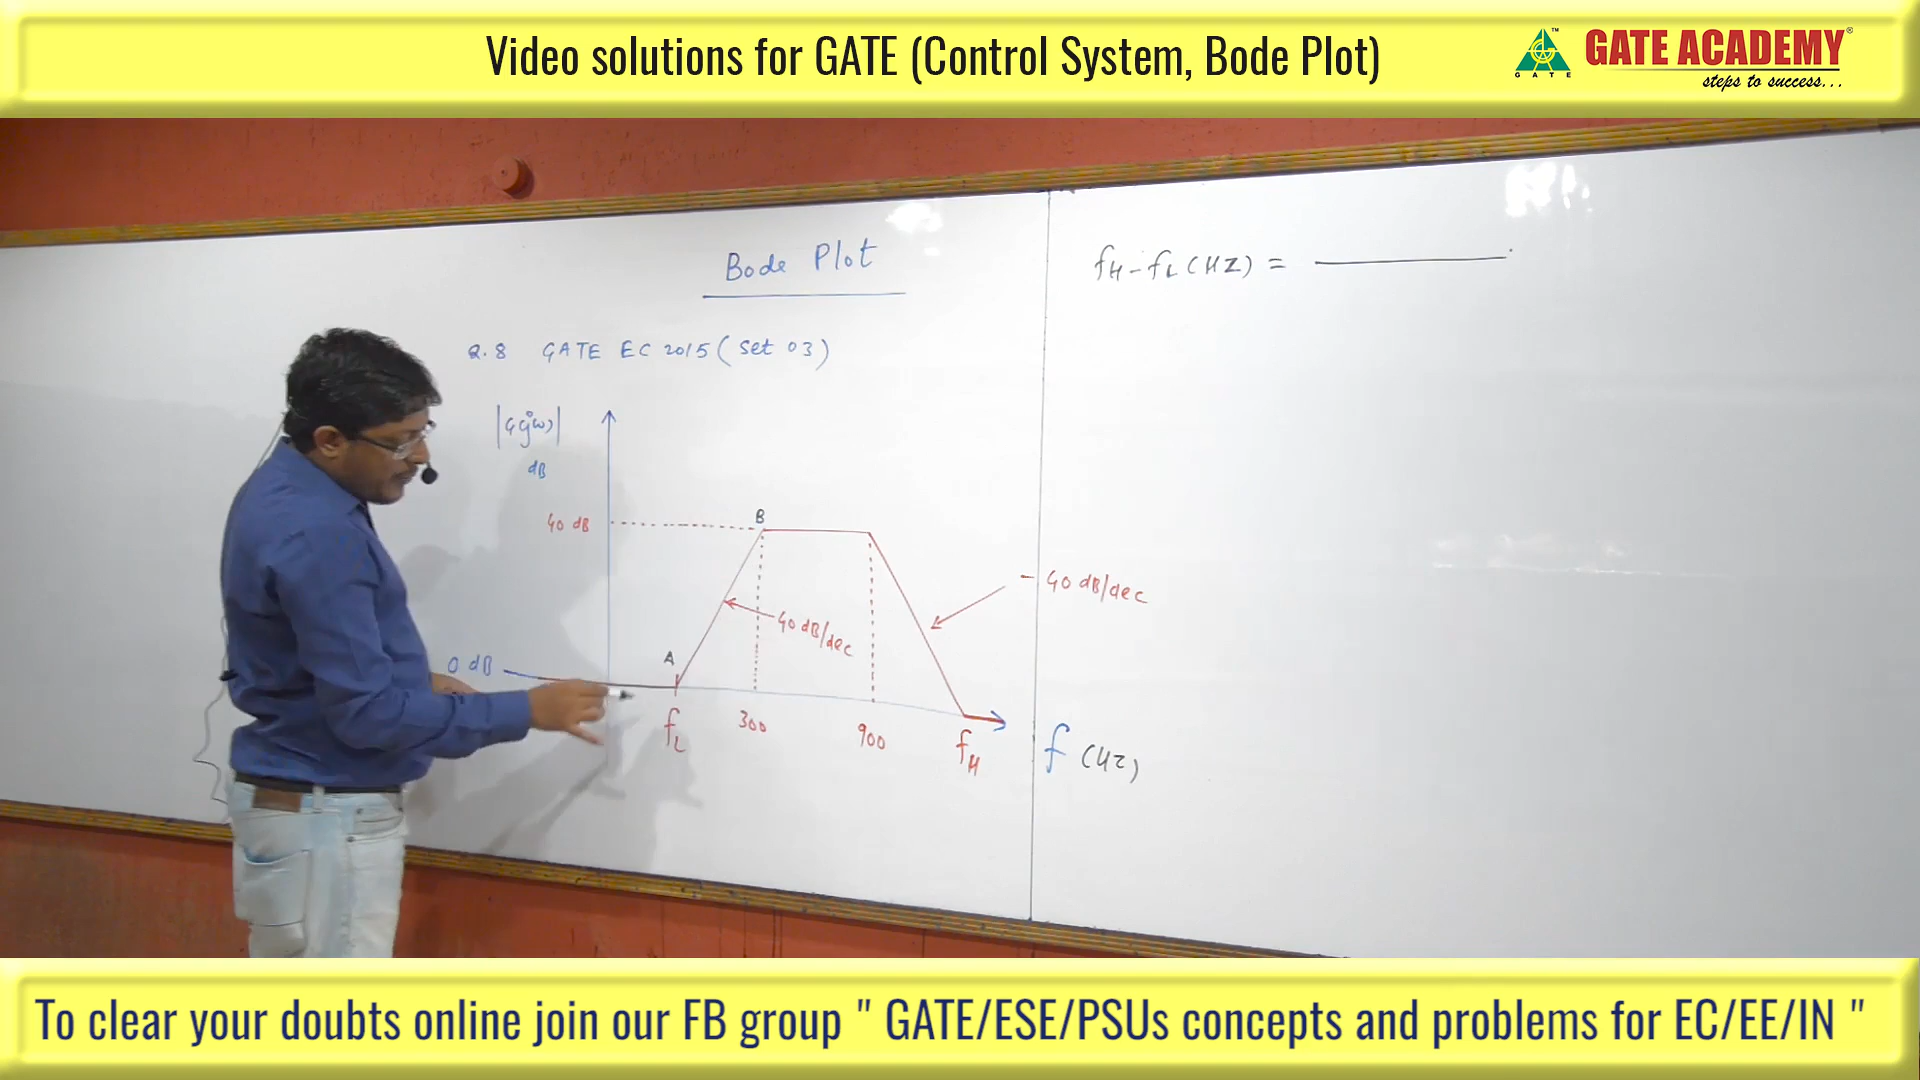 Video solutions for GATE (Control System, Bode Plot)
GATE
TM
GATE ACADEMY®
steps to success...
Bode Plot
fH - fL (HZ) =
Q.8 GATE EC 2015 (Set 03)
|G(jω)|
dB
40 dB
B
- 40 dB/dec
40 dB/dec
A
0 dB
fL
300
900
fH
f (HZ)
To clear your doubts online join our FB group " GATE/ESE/PSUs concepts and problems for EC/EE/IN "